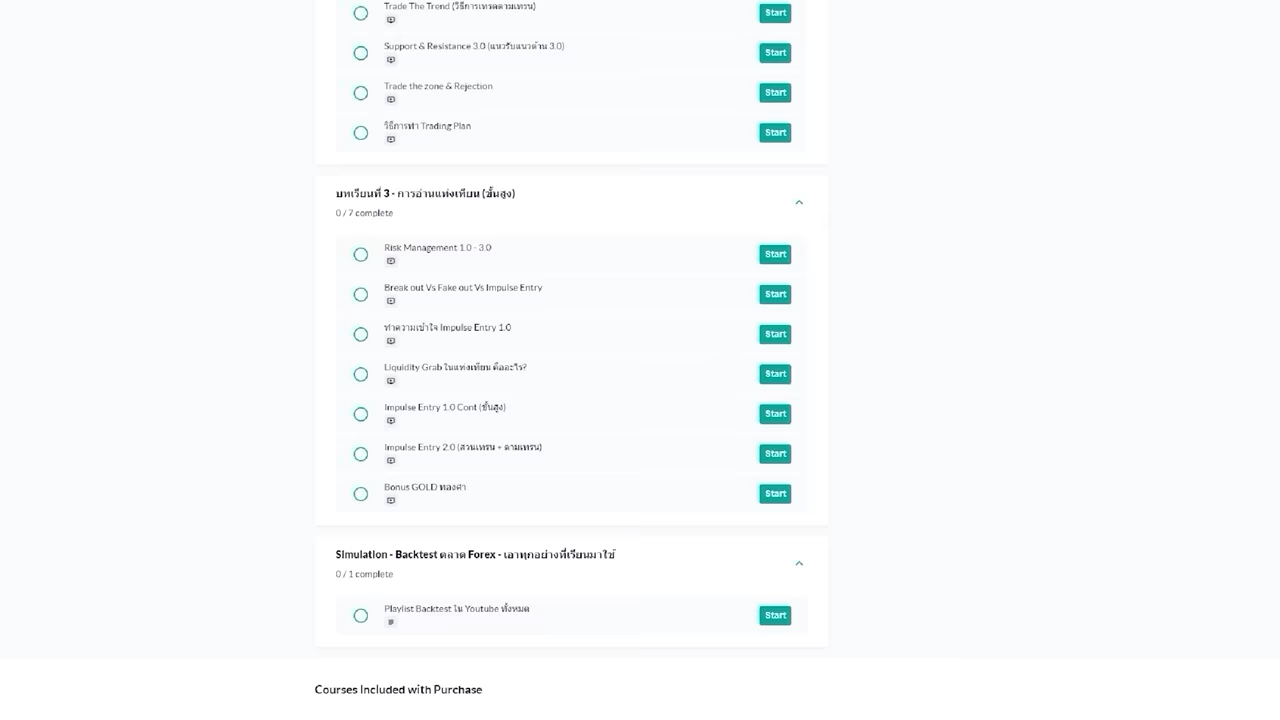 Trade The Trend (วิธีการเทรดตามเทรน)
Start
Support & Resistance 3.0 (แนวรับแนวต้าน 3.0)
Start
Trade the zone & Rejection
Start
วิธีการทำ Trading Plan
Start
บทเรียนที่ 3 - การอ่านแท่งเทียน (ขั้นสูง)
0 / 7 complete
Risk Management 1.0 - 3.0
Start
Break out Vs Fake out Vs Impulse Entry
Start
ทำความเข้าใจ Impulse Entry 1.0
Start
Liquidity Grab ในแท่งเทียน คืออะไร?
Start
Impulse Entry 1.0 Cont (ขั้นสูง)
Start
Impulse Entry 2.0 (สวนเทรน + ตามเทรน)
Start
Bonus GOLD ทองคำ
Start
Simulation - Backtest ตลาด Forex - เอาทุกอย่างที่เรียนมาใช้
0 / 1 complete
Playlist Backtest ใน Youtube ทั้งหมด
Start
Courses Included with Purchase